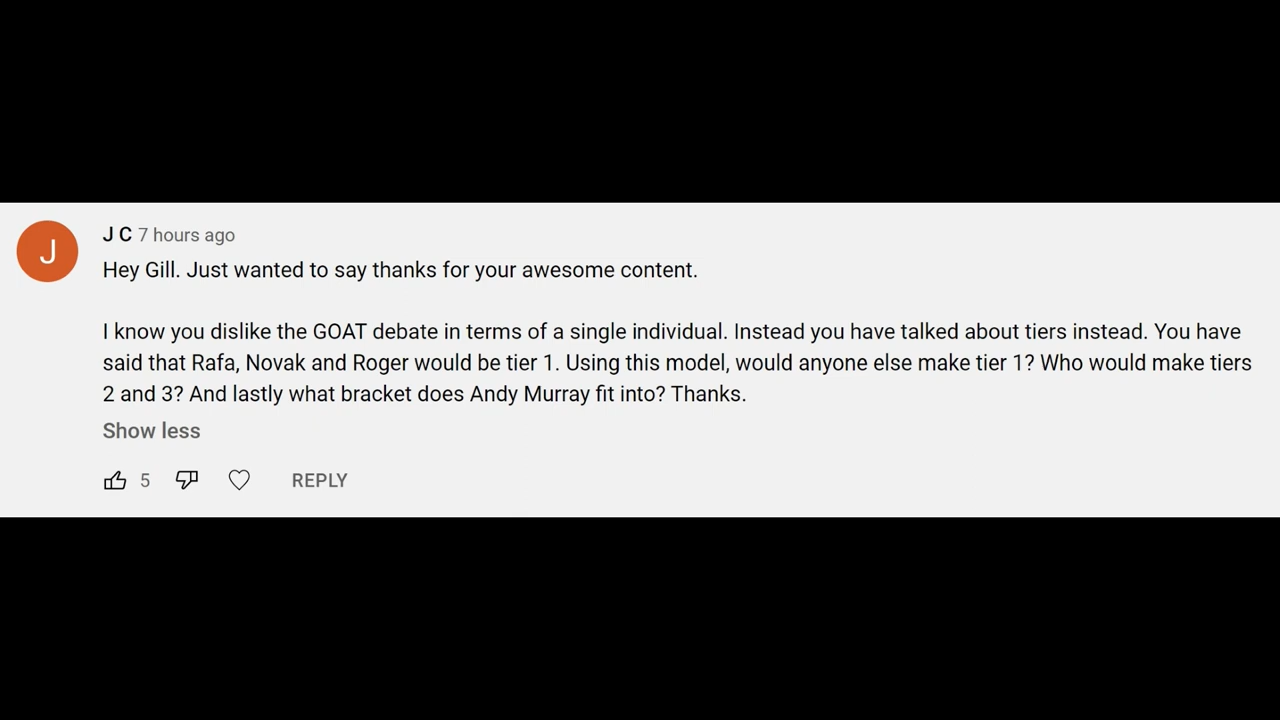 J
J C 7 hours ago
Hey Gill. Just wanted to say thanks for your awesome content.
I know you dislike the GOAT debate in terms of a single individual. Instead you have talked about tiers instead. You have
said that Rafa, Novak and Roger would be tier 1. Using this model, would anyone else make tier 1? Who would make tiers
2 and 3? And lastly what bracket does Andy Murray fit into? Thanks.
Show less
5 REPLY